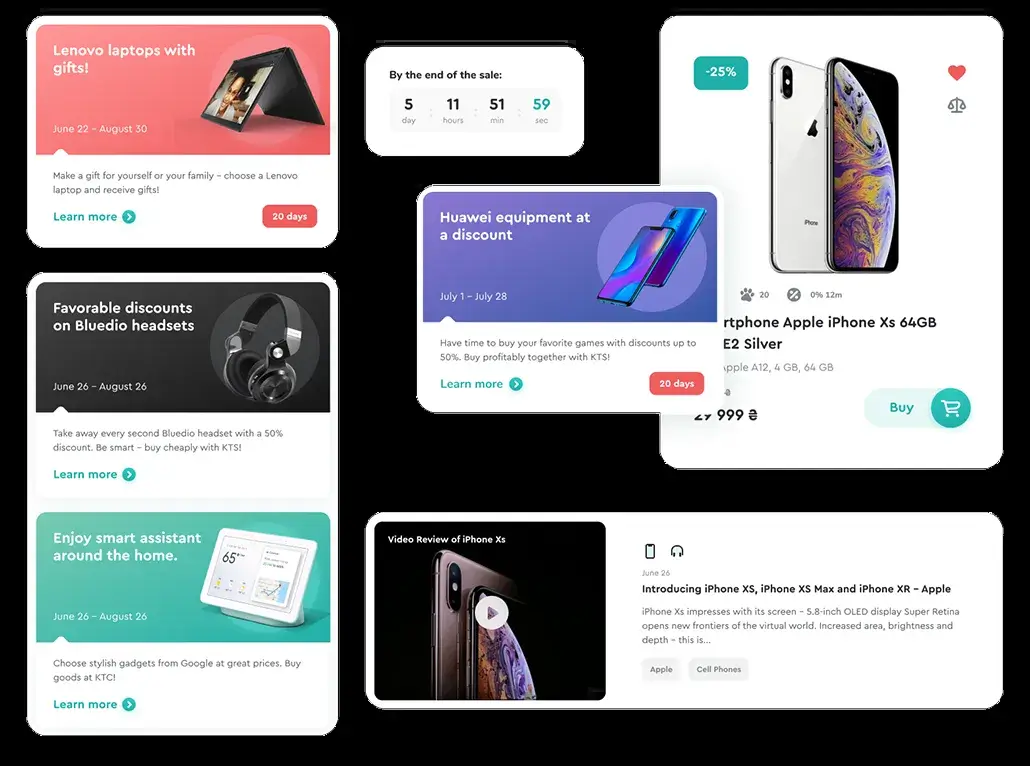 Lenovo laptops with
gifts!
June 22 – August 30
Make a gift for yourself or your family – choose a Lenovo
laptop and receive gifts!
Learn more
20 days
Favorable discounts
on Bluedio headsets
June 26 – August 26
Take away every second Bluedio headset with a 50%
discount. Be smart – buy cheaply with KTS!
Learn more
Enjoy smart assistant
around the home.
65°
June 26 – August 26
Choose stylish gadgets from Google at great prices. Buy
goods at KTC!
Learn more
By the end of the sale:
5 : 11 : 51 : 59
day hours min sec
Huawei equipment at
a discount
July 1 – July 28
Have time to buy your favorite games with discounts up to
50%. Buy profitably together with KTS!
Learn more
20 days
-25%
iPhone
20 0% 12m
rtphone Apple iPhone Xs 64GB
E2 Silver
Apple A12, 4 GB, 64 GB
29 999 ₴
Buy
Video Review of iPhone Xs
June 26
Introducing iPhone XS, iPhone XS Max and iPhone XR – Apple
iPhone Xs impresses with its screen – 5.8-inch OLED display Super Retina
opens new frontiers of the virtual world. Increased area, brightness and
depth – this is...
Apple
Cell Phones